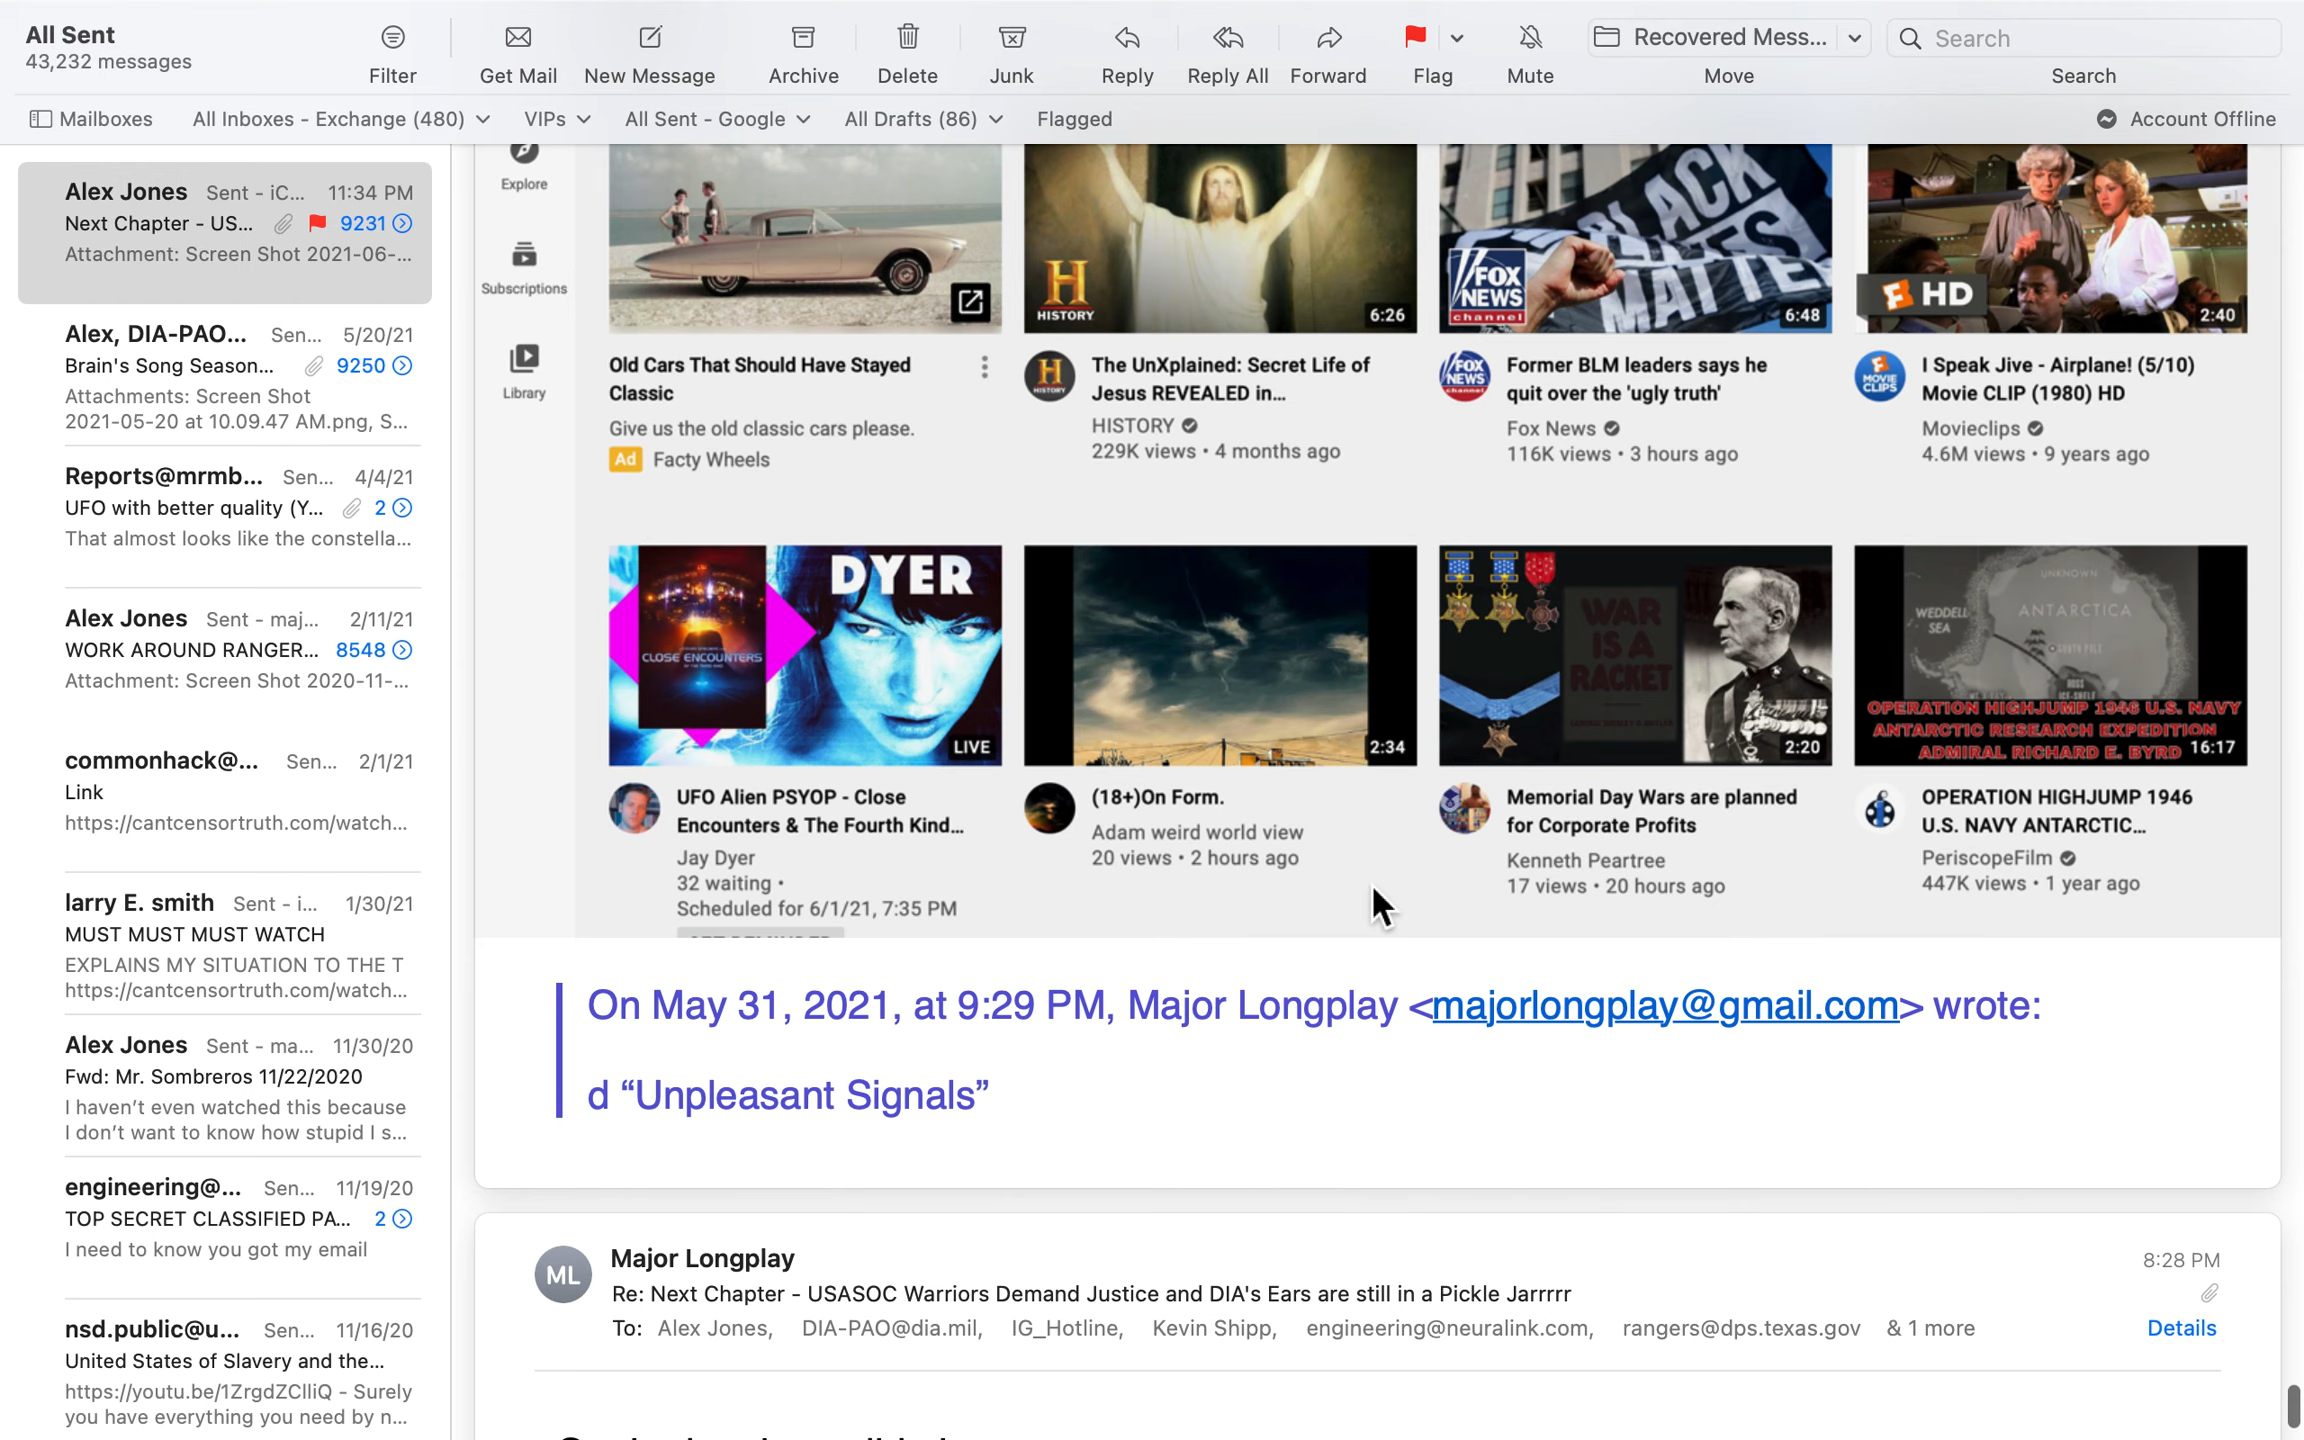 All Sent
43,232 messages
Filter
Get Mail
New Message
Archive
Delete
Junk
Reply
Reply All
Forward
Flag
Mute
Recovered Mess...
Move
Search
Search
Mailboxes
All Inboxes - Exchange (480)
VIPs
All Sent - Google
All Drafts (86)
Flagged
Account Offline
Alex Jones Sent - iC... 11:34 PM
Next Chapter - US... 9231
Attachment: Screen Shot 2021-06-...
Alex, DIA-PAO... Sen... 5/20/21
Brain's Song Season... 9250
Attachments: Screen Shot
2021-05-20 at 10.09.47 AM.png, S...
Reports@mrmb... Sen... 4/4/21
UFO with better quality (Y... 2
That almost looks like the constella...
Alex Jones Sent - maj... 2/11/21
WORK AROUND RANGER... 8548
Attachment: Screen Shot 2020-11-...
commonhack@... Sen... 2/1/21
Link
https://cantcensortruth.com/watch...
larry E. smith Sent - i... 1/30/21
MUST MUST MUST WATCH
EXPLAINS MY SITUATION TO THE T
https://cantcensortruth.com/watch...
Alex Jones Sent - ma... 11/30/20
Fwd: Mr. Sombreros 11/22/2020
I haven't even watched this because
I don't want to know how stupid I s...
engineering@... Sen... 11/19/20
TOP SECRET CLASSIFIED PA... 2
I need to know you got my email
nsd.public@u... Sen... 11/16/20
United States of Slavery and the...
https://youtu.be/1ZrgdZClliQ - Surely
you have everything you need by n...
Explore
Subscriptions
Library
Old Cars That Should Have Stayed
Classic
Give us the old classic cars please.
Ad Facty Wheels
H
HISTORY
6:26
H
HISTORY
The UnXplained: Secret Life of
Jesus REVEALED in...
HISTORY
229K views • 4 months ago
BLACK
MATTE
FOX
NEWS
channel
6:48
FOX
NEWS
channel
Former BLM leaders says he
quit over the 'ugly truth'
Fox News
116K views • 3 hours ago
F HD
2:40
MOVIE
CLIPS
I Speak Jive - Airplane! (5/10)
Movie CLIP (1980) HD
Movieclips
4.6M views • 9 years ago
DYER
CLOSE ENCOUNTERS
LIVE
UFO Alien PSYOP - Close
Encounters & The Fourth Kind...
Jay Dyer
32 waiting •
Scheduled for 6/1/21, 7:35 PM
2:34
(18+)On Form.
Adam weird world view
20 views • 2 hours ago
WAR
IS A
RACKET
2:20
Memorial Day Wars are planned
for Corporate Profits
Kenneth Peartree
17 views • 20 hours ago
UNKNOWN
WEDDELL
SEA
ANTARCTICA
SOUTH POLE
ROSS
ICE-SHELF
OPERATION HIGHJUMP 1946 U.S. NAVY
ANTARCTIC RESEARCH EXPEDITION
ADMIRAL RICHARD E. BYRD
16:17
OPERATION HIGHJUMP 1946
U.S. NAVY ANTARCTIC...
PeriscopeFilm
447K views • 1 year ago
On May 31, 2021, at 9:29 PM, Major Longplay <majorlongplay@gmail.com> wrote:
d “Unpleasant Signals”
ML
Major Longplay
8:28 PM
Re: Next Chapter - USASOC Warriors Demand Justice and DIA's Ears are still in a Pickle Jarrrrr
To: Alex Jones, DIA-PAO@dia.mil, IG_Hotline, Kevin Shipp, engineering@neuralink.com, rangers@dps.texas.gov & 1 more
Details